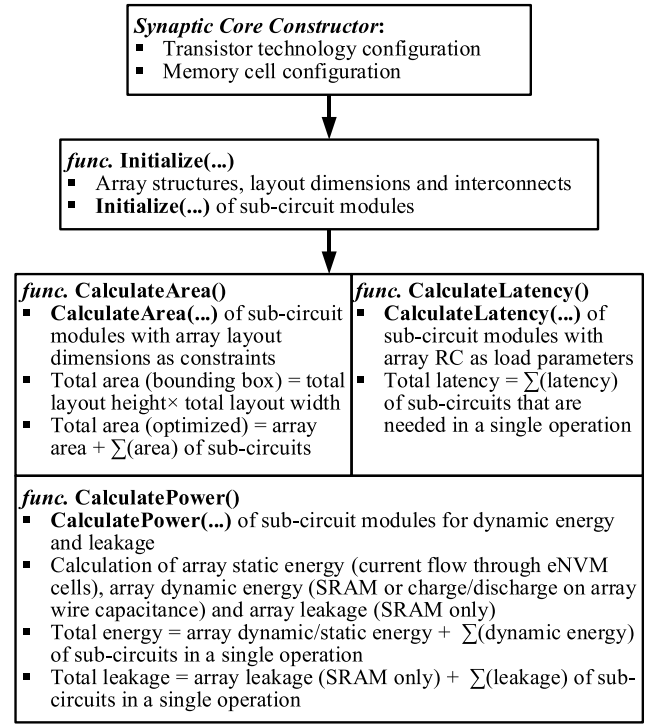 Synaptic Core Constructor:
▪ Transistor technology configuration
▪ Memory cell configuration
func. Initialize(...)
▪ Array structures, layout dimensions and interconnects
▪ Initialize(...) of sub-circuit modules
func. CalculateArea()
▪ CalculateArea(...) of sub-circuit
modules with array layout
dimensions as constraints
▪ Total area (bounding box) = total
layout height× total layout width
▪ Total area (optimized) = array
area + ∑(area) of sub-circuits
func. CalculateLatency()
▪ CalculateLatency(...) of
sub-circuit modules with
array RC as load parameters
▪ Total latency = ∑(latency)
of sub-circuits that are
needed in a single operation
func. CalculatePower()
▪ CalculatePower(...) of sub-circuit modules for dynamic energy
and leakage
▪ Calculation of array static energy (current flow through eNVM
cells), array dynamic energy (SRAM or charge/discharge on array
wire capacitance) and array leakage (SRAM only)
▪ Total energy = array dynamic/static energy + ∑(dynamic energy)
of sub-circuits in a single operation
▪ Total leakage = array leakage (SRAM only) + ∑(leakage) of sub-
circuits in a single operation